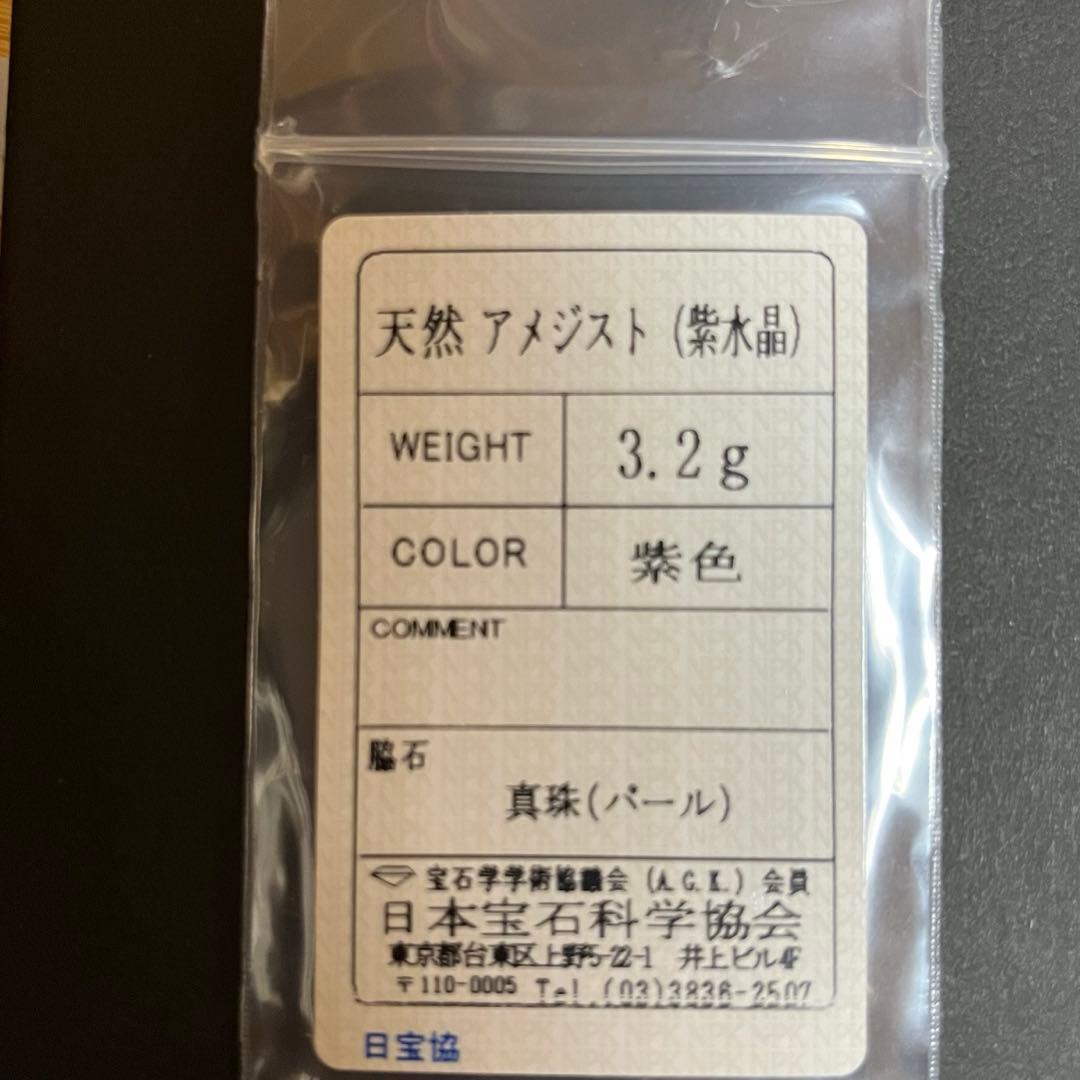 天然 アメジスト (紫水晶)
WEIGHT 3.2g
COLOR 紫色
COMMENT
脇石
真珠(パール)
宝石学学術協議会 (A.G.K.) 会員
日本宝石科学協会
東京都台東区上野5-22-1 井上ビル4F
〒110-0005 Tel.(03)3836-2507
日宝協